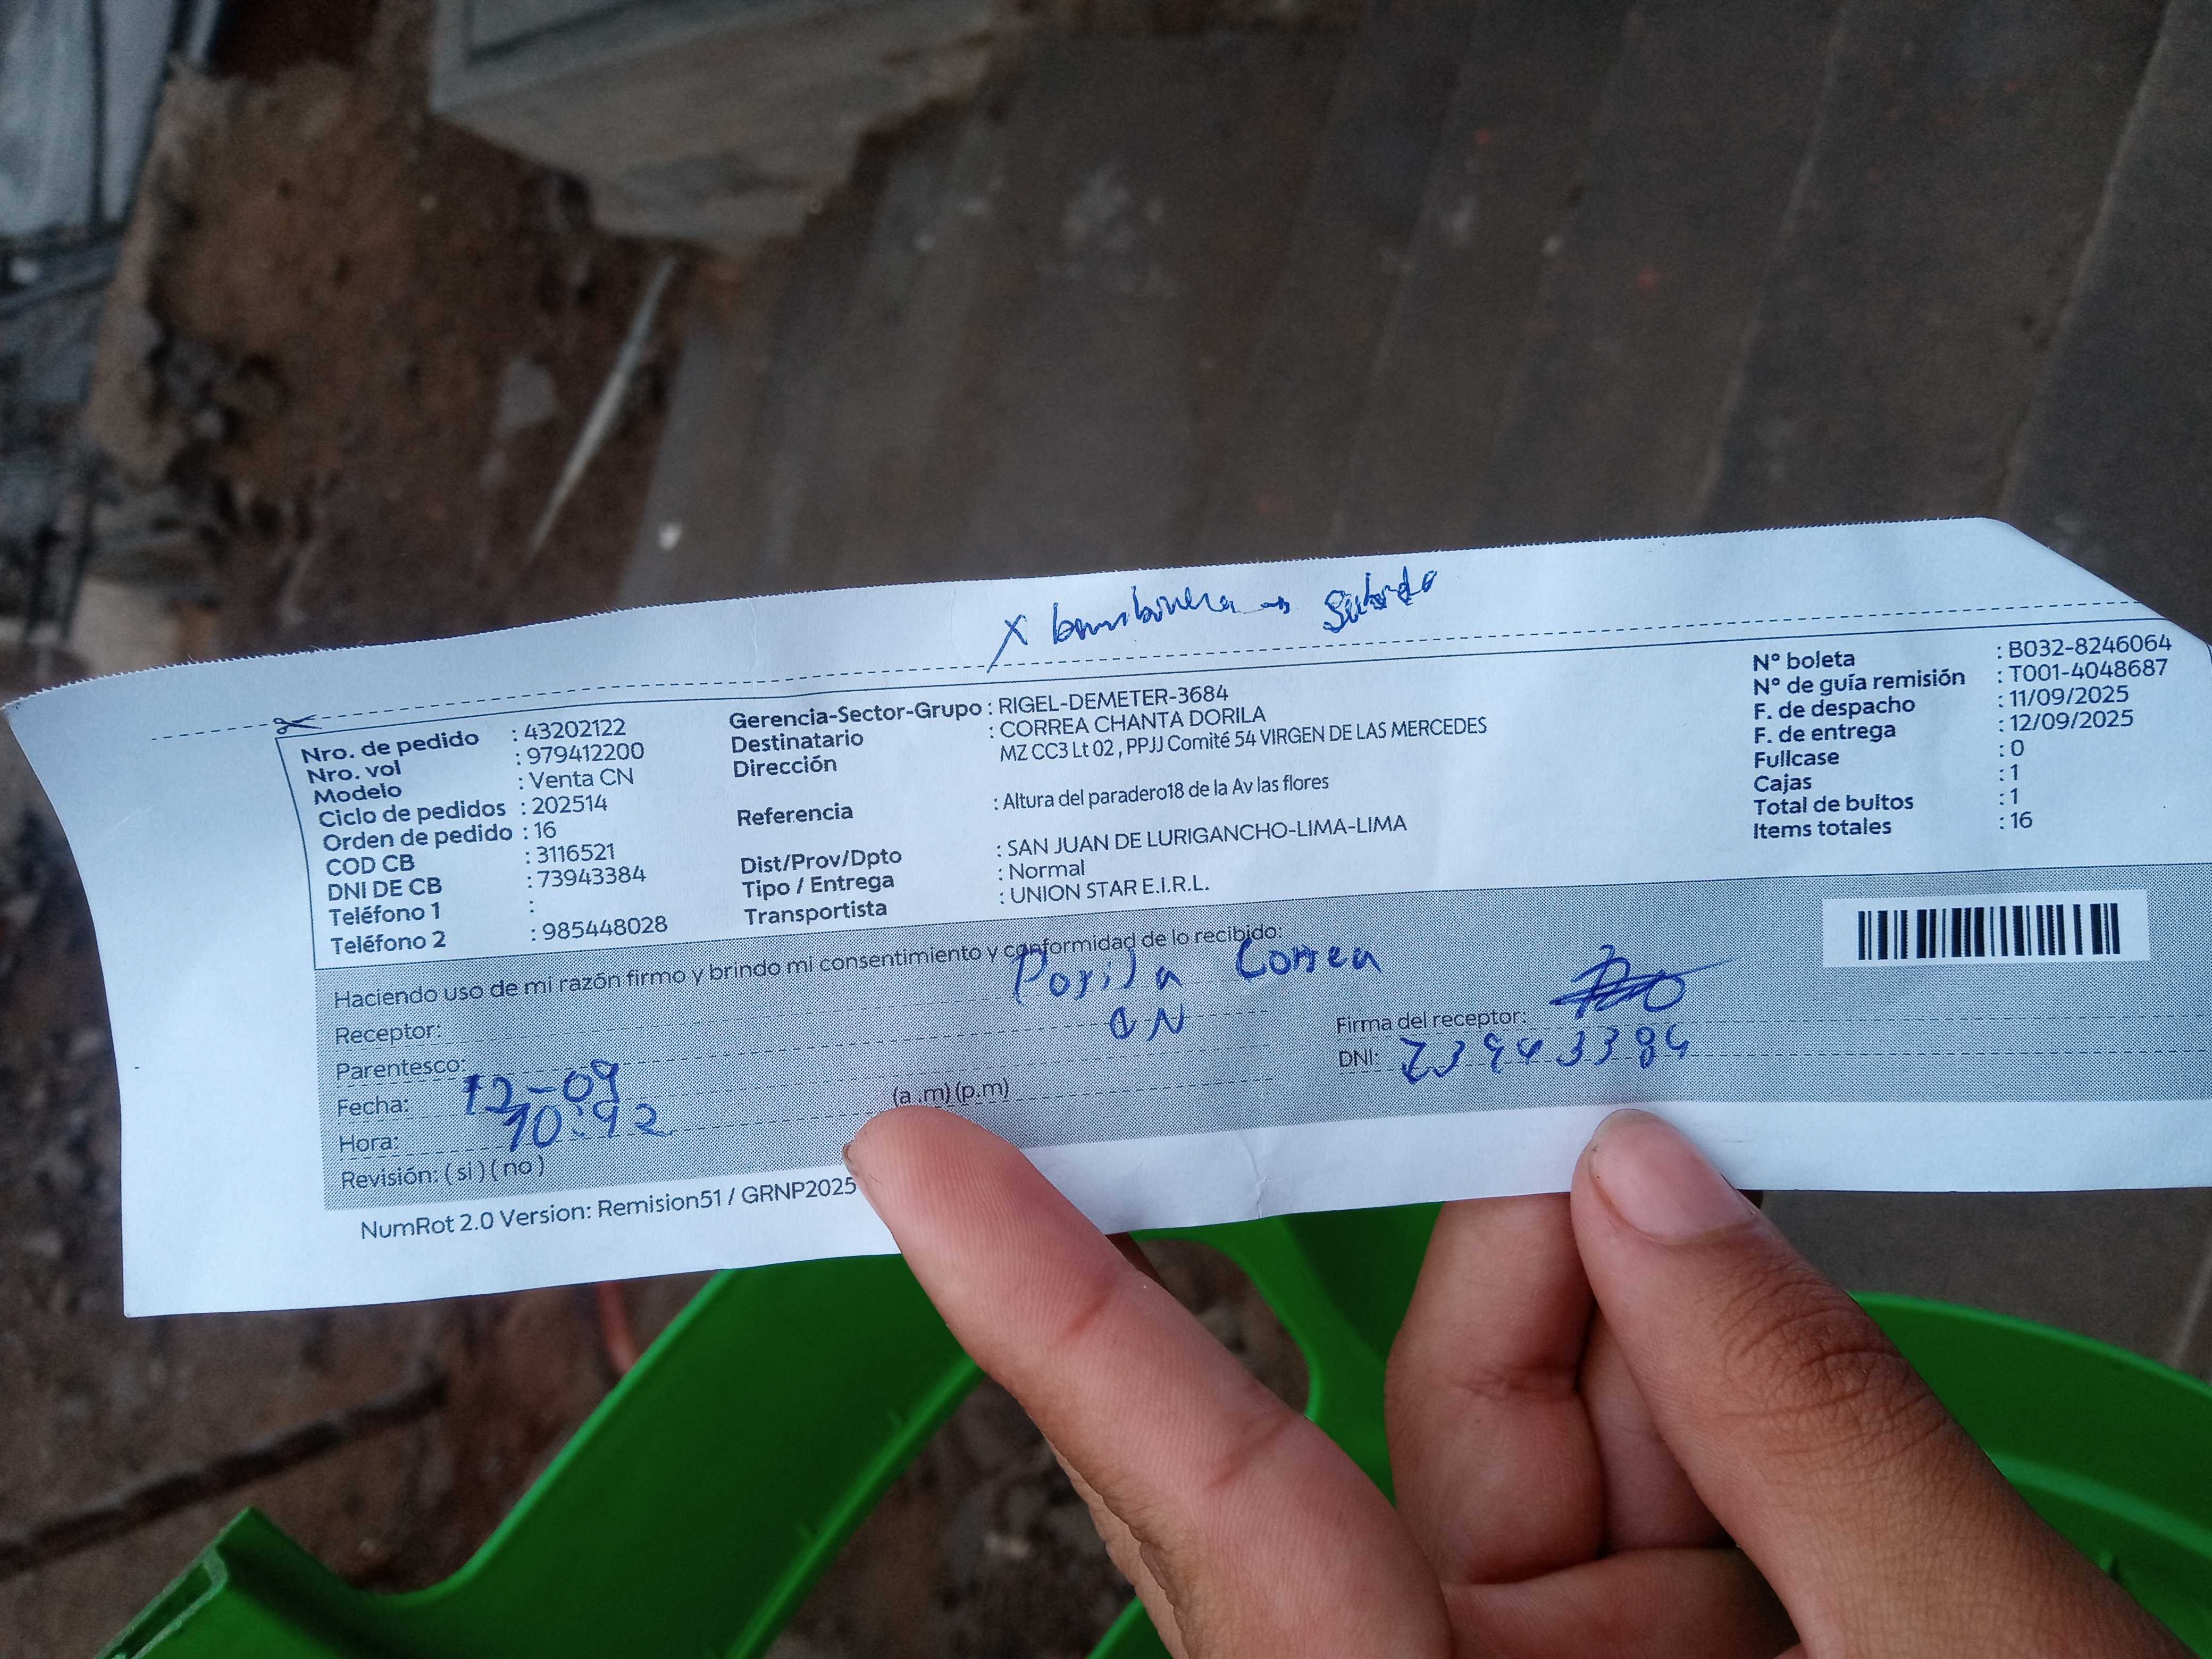 X bombonera → Subido
Nro. de pedido : 43202122
Nro. vol : 979412200
Modelo : Venta CN
Ciclo de pedidos : 202514
Orden de pedido : 16
COD CB : 3116521
DNI DE CB : 73943384
Teléfono 1 :
Teléfono 2 : 985448028
Gerencia-Sector-Grupo : RIGEL-DEMETER-3684
Destinatario : CORREA CHANTA DORILA
Dirección MZ CC3 Lt 02 , PPJJ Comité 54 VIRGEN DE LAS MERCEDES
Referencia : Altura del paradero18 de la Av las flores
Dist/Prov/Dpto : SAN JUAN DE LURIGANCHO-LIMA-LIMA
Tipo / Entrega : Normal
Transportista : UNION STAR E.I.R.L.
Nº boleta : B032-8246064
Nº de guía remisión : T001-4048687
F. de despacho : 11/09/2025
F. de entrega : 12/09/2025
Fullcase : 0
Cajas : 1
Total de bultos : 1
Items totales : 16
Haciendo uso de mi razón firmo y brindo mi consentimiento y conformidad de lo recibido:
Receptor: Dorila Correa
Parentesco: CN
Fecha: 12-09
Hora: 10:42 (a .m) (p.m)
Revisión: ( si ) ( no )
Firma del receptor:
DNI: 73943384
NumRot 2.0 Version: Remision51 / GRNP2025